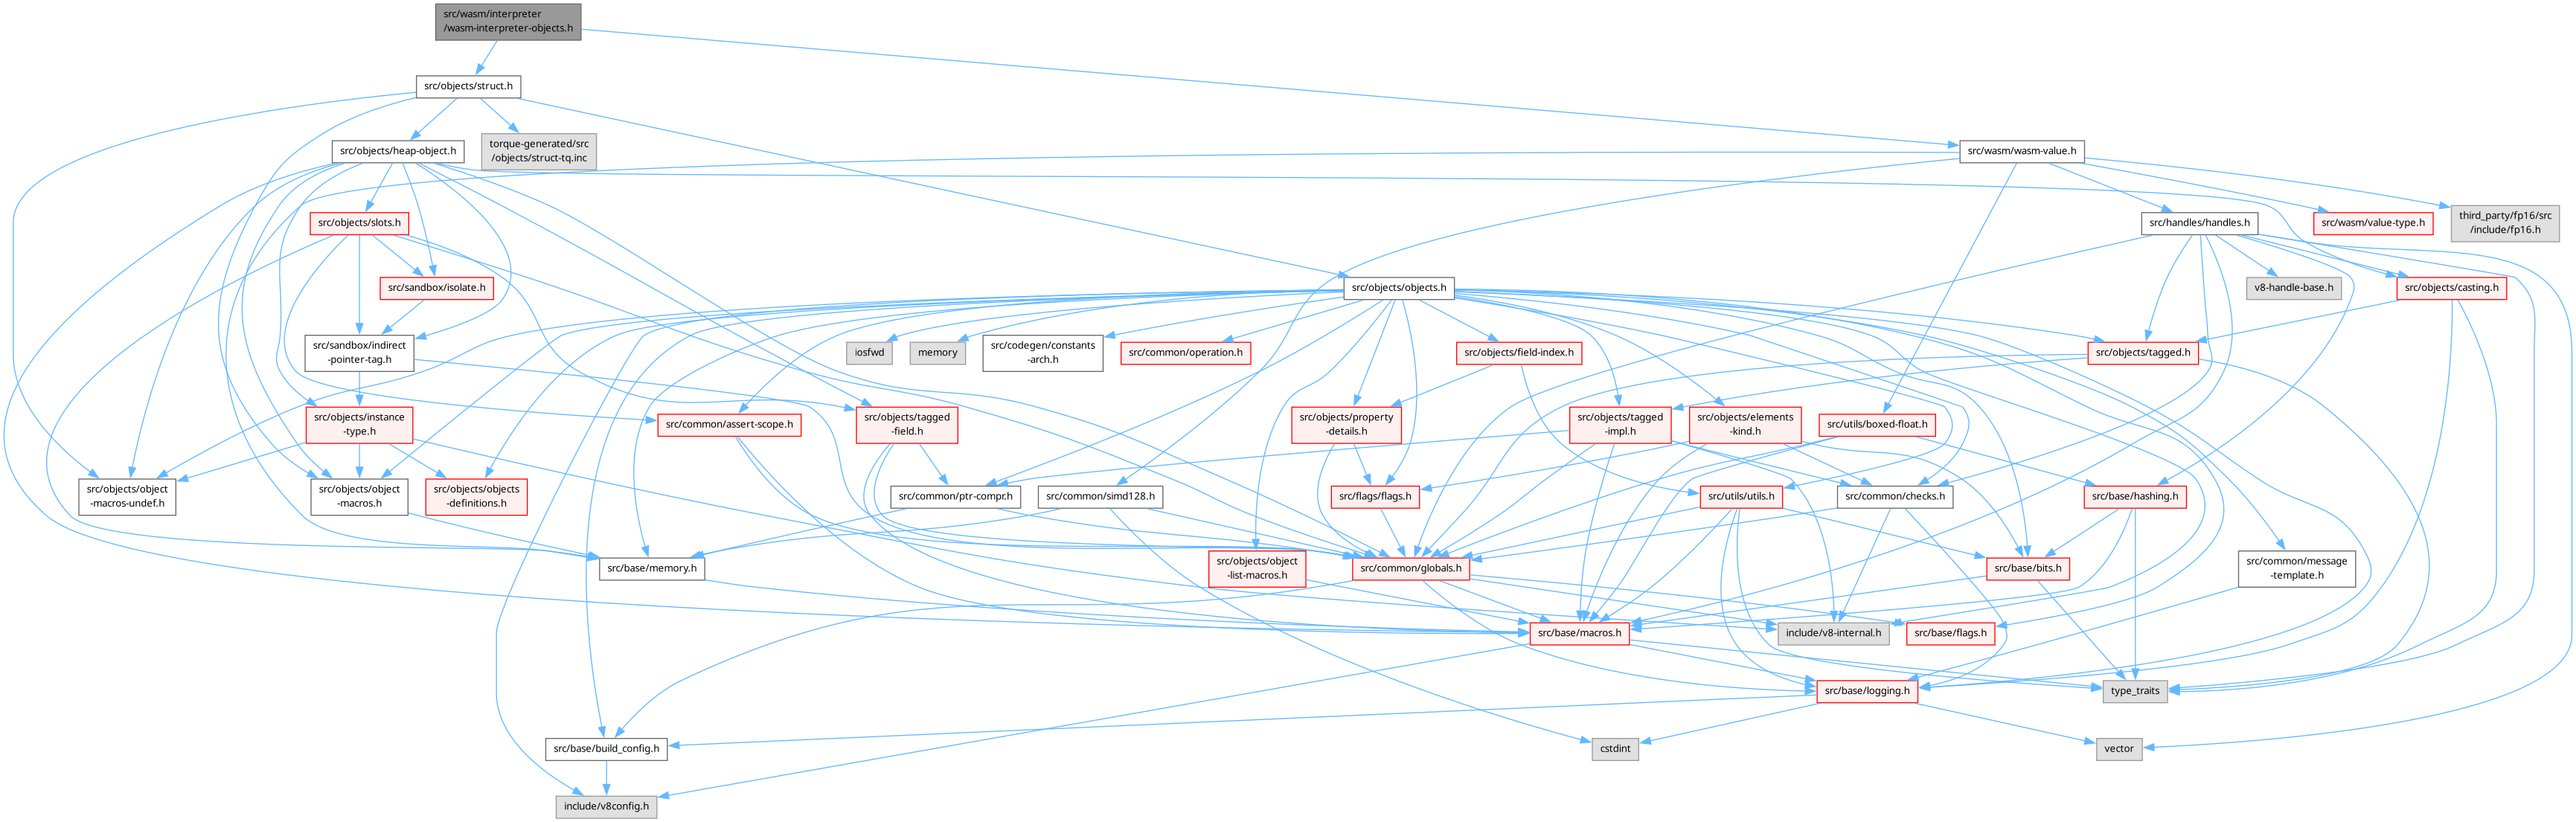 src/wasm/interpreter
/wasm-interpreter-objects.h
src/objects/struct.h
src/objects/heap-object.h
torque-generated/src
/objects/struct-tq.inc
src/wasm/wasm-value.h
src/objects/slots.h
src/handles/handles.h
src/wasm/value-type.h
third_party/fp16/src
/include/fp16.h
src/sandbox/isolate.h
src/objects/objects.h
v8-handle-base.h
src/objects/casting.h
src/sandbox/indirect
-pointer-tag.h
iosfwd
memory
src/codegen/constants
-arch.h
src/common/operation.h
src/objects/field-index.h
src/objects/tagged.h
src/objects/instance
-type.h
src/common/assert-scope.h
src/objects/tagged
-field.h
src/objects/property
-details.h
src/objects/tagged
-impl.h
src/objects/elements
-kind.h
src/utils/boxed-float.h
src/objects/object
-macros-undef.h
src/objects/object
-macros.h
src/objects/objects
-definitions.h
src/common/ptr-compr.h
src/common/simd128.h
src/flags/flags.h
src/utils/utils.h
src/common/checks.h
src/base/hashing.h
src/base/memory.h
src/objects/object
-list-macros.h
src/common/globals.h
src/base/bits.h
src/common/message
-template.h
src/base/macros.h
include/v8-internal.h
src/base/flags.h
src/base/logging.h
type_traits
src/base/build_config.h
cstdint
vector
include/v8config.h